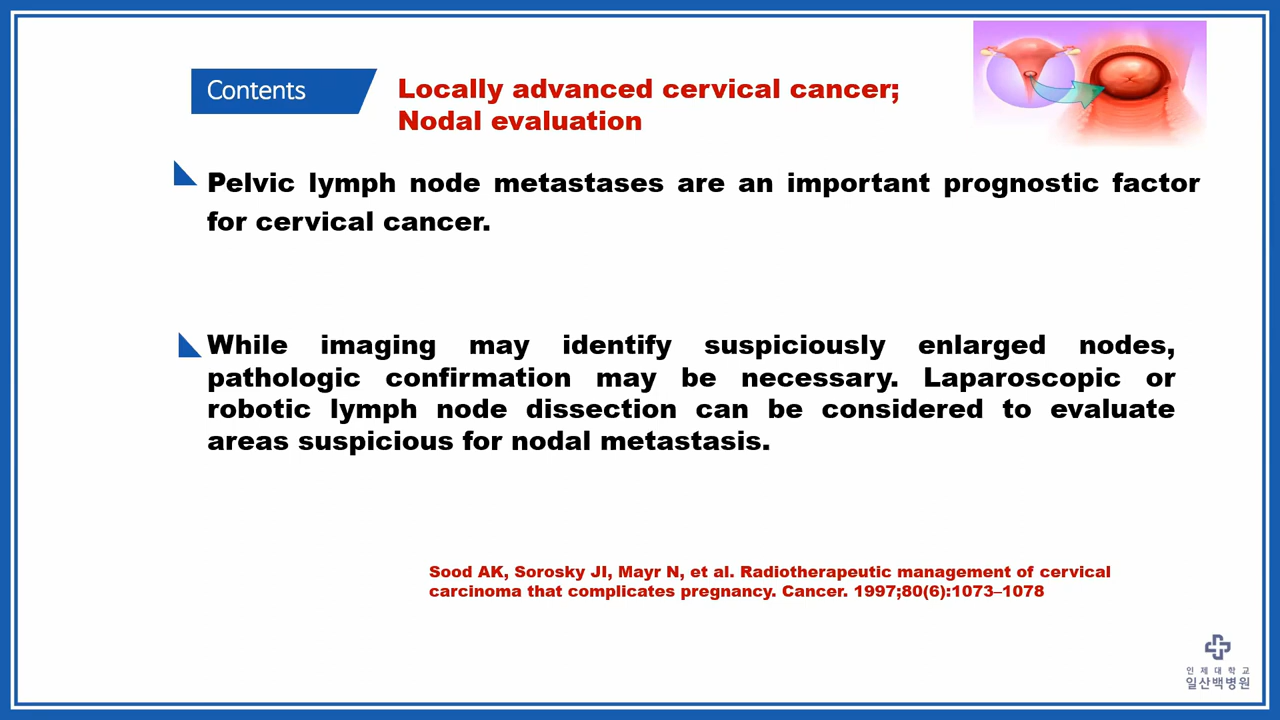 Contents
Locally advanced cervical cancer;
Nodal evaluation
Pelvic lymph node metastases are an important prognostic factor
for cervical cancer.
While imaging may identify suspiciously enlarged nodes,
pathologic confirmation may be necessary. Laparoscopic or
robotic lymph node dissection can be considered to evaluate
areas suspicious for nodal metastasis.
Sood AK, Sorosky JI, Mayr N, et al. Radiotherapeutic management of cervical
carcinoma that complicates pregnancy. Cancer. 1997;80(6):1073–1078
인제대학교
일산백병원